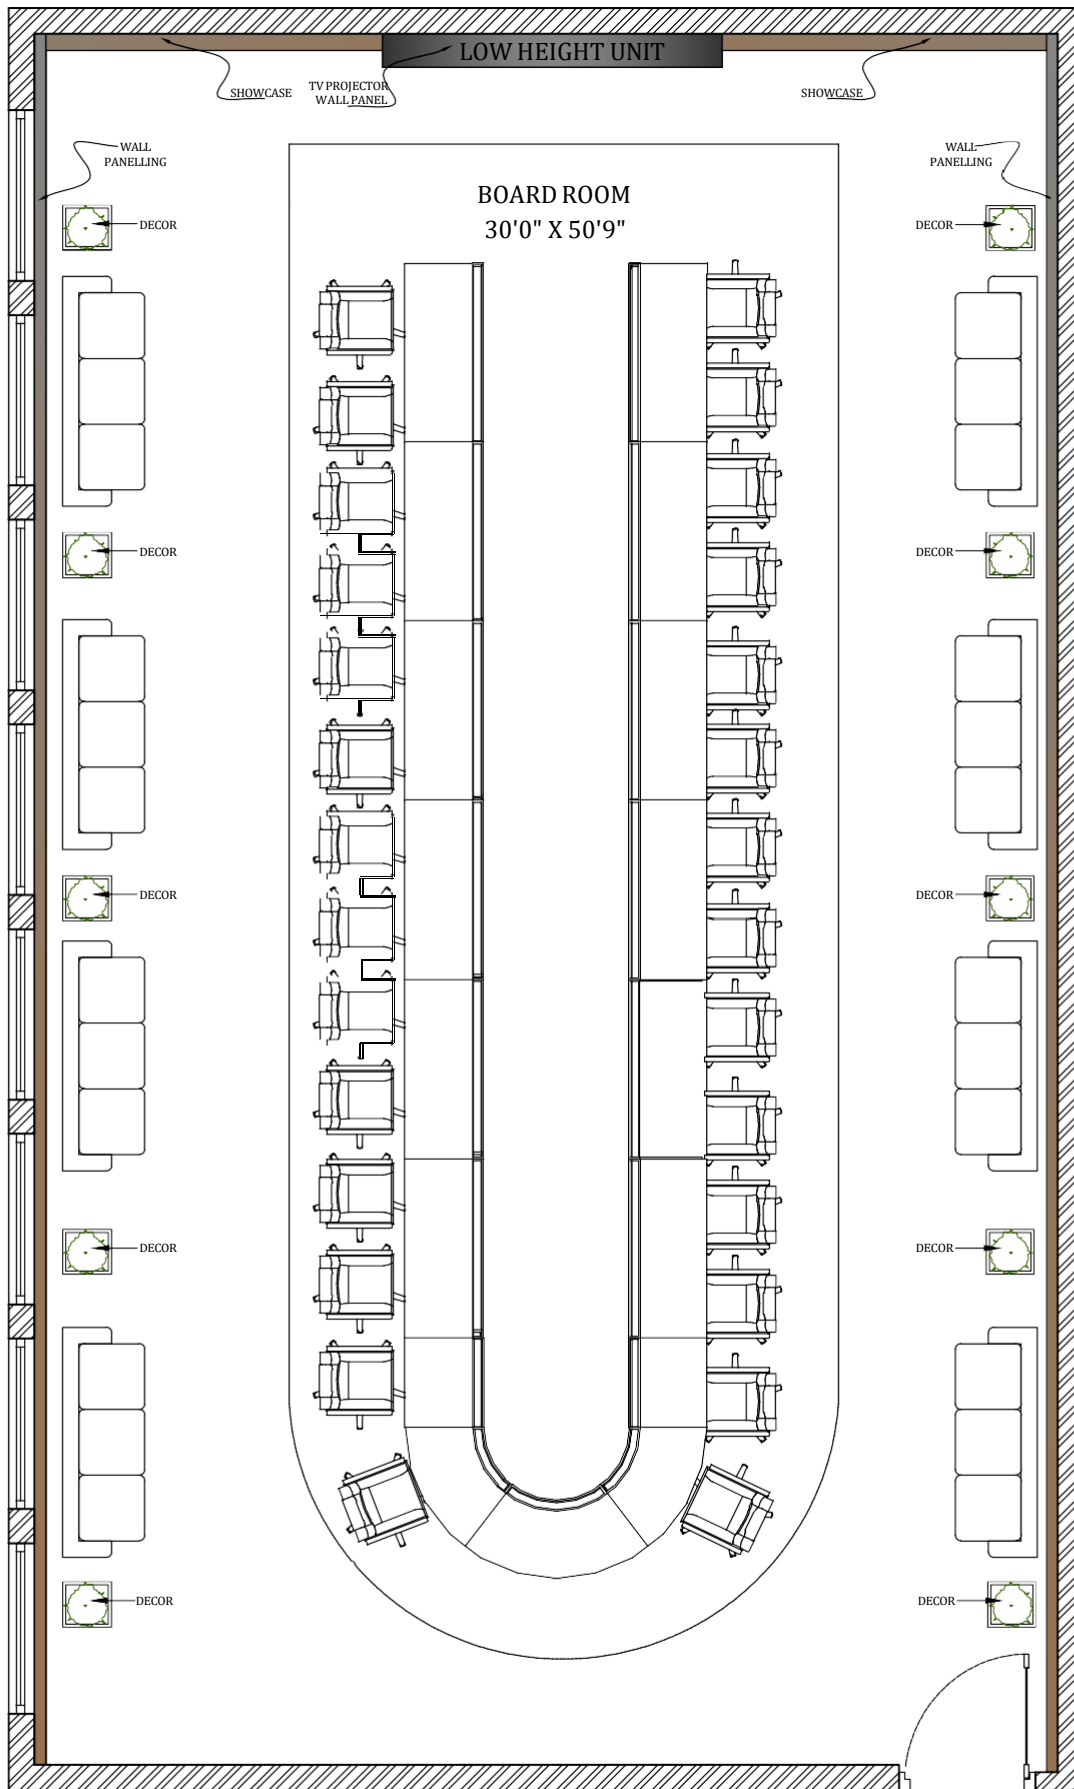 LOW HEIGHT UNIT
SHOWCASE
TV PROJECTOR
WALL PANEL
SHOWCASE
WALL
PANELLING
WALL
PANELLING
BOARD ROOM
30'0" X 50'9"
DECOR
DECOR
DECOR
DECOR
DECOR
DECOR
DECOR
DECOR
DECOR
DECOR